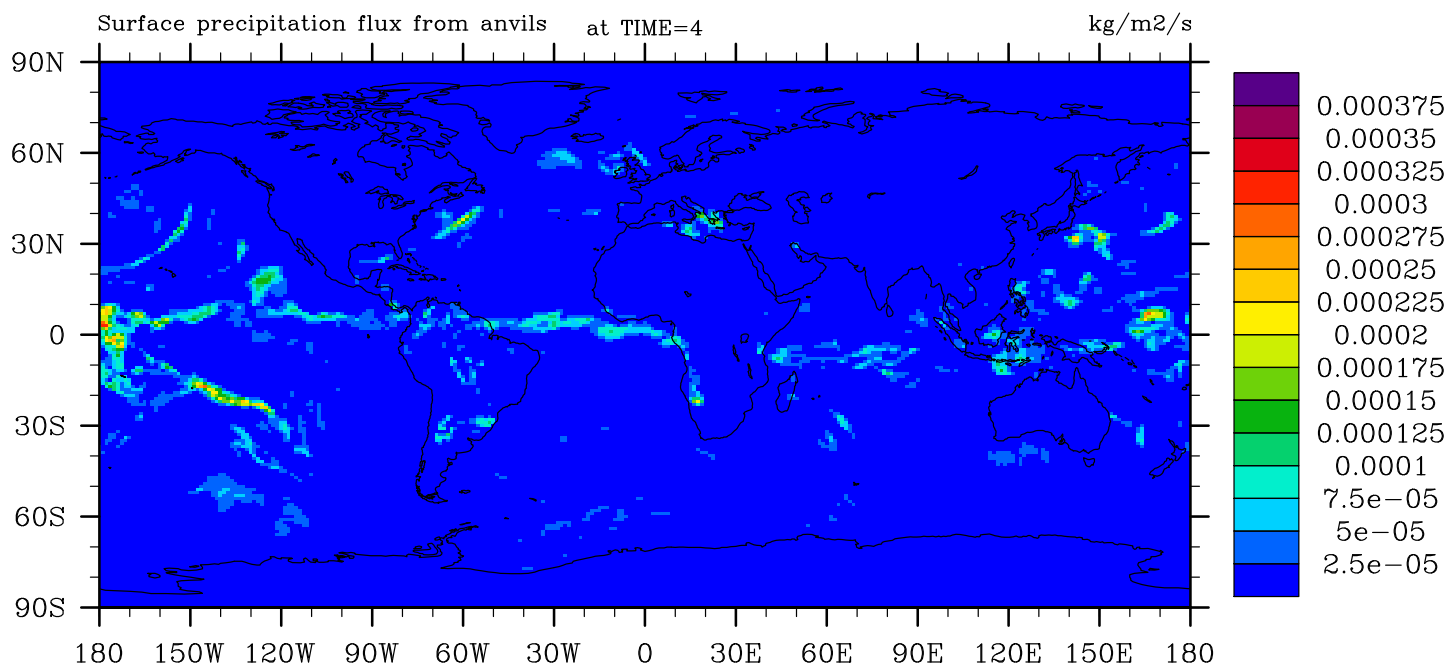 Surface precipitation flux from anvils at TIME=4 kg/m2/s
90N
60N
30N
0
30S
60S
90S
180 150W 120W 90W 60W 30W 0 30E 60E 90E 120E 150E 180
0.000375
0.00035
0.000325
0.0003
0.000275
0.00025
0.000225
0.0002
0.000175
0.00015
0.000125
0.0001
7.5e−05
5e−05
2.5e−05